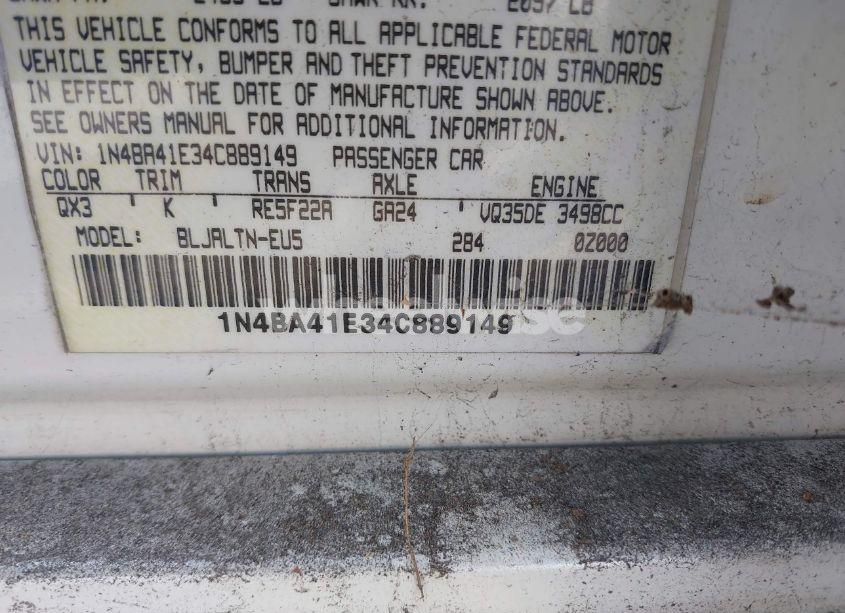 2097 LB
THIS VEHICLE CONFORMS TO ALL APPLICABLE FEDERAL MOTOR
VEHICLE SAFETY, BUMPER AND THEFT PREVENTION STANDARDS
IN EFFECT ON THE DATE OF MANUFACTURE SHOWN ABOVE.
SEE OWNERS MANUAL FOR ADDITIONAL INFORMATION.
VIN: 1N4BA41E34C889149 PASSENGER CAR
COLOR TRIM TRANS AXLE ENGINE
QX3 K RE5F22A GA24 VQ35DE 3498CC
MODEL: BLJALTN-EU5 284 0Z000
1N4BA41E34C889149